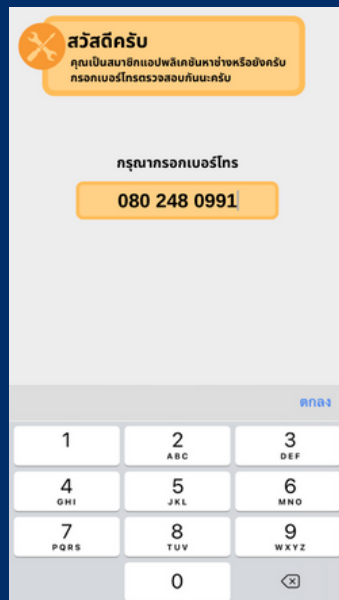 สวัสดีครับ
คุณเป็นสมาชิกแอปพลิเคชันหาช่างหรือยังครับ
กรอกเบอร์โทรตรวจสอบกันนะครับ
กรุณากรอกเบอร์โทร
080 248 0991
ตกลง
1 2 3
ABC DEF
4 5 6
GHI JKL MNO
7 8 9
PQRS TUV WXYZ
0